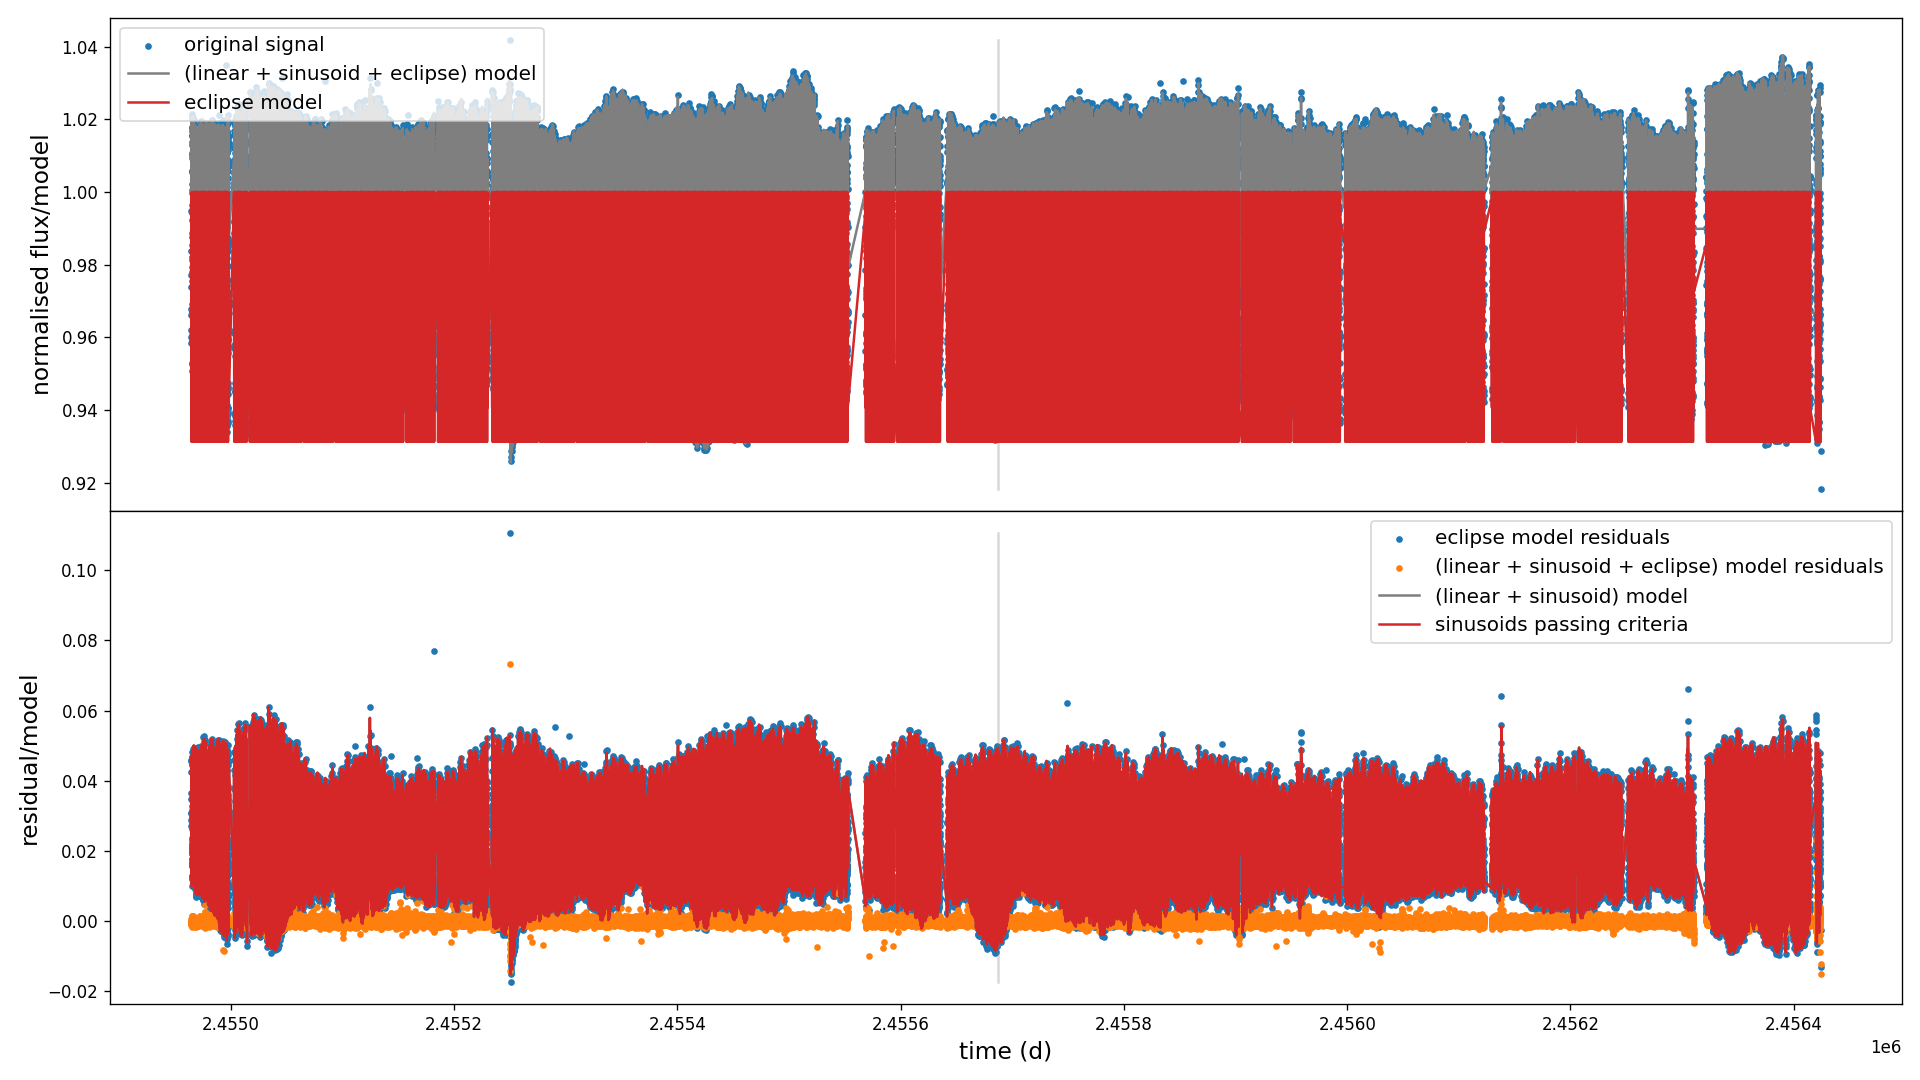 original signal
(linear + sinusoid + eclipse) model
eclipse model
1.04
1.02
1.00
0.98
0.96
0.94
0.92
normalised flux/model
eclipse model residuals
(linear + sinusoid + eclipse) model residuals
(linear + sinusoid) model
sinusoids passing criteria
0.10
0.08
0.06
0.04
0.02
0.00
−0.02
residual/model
2.4550 2.4552 2.4554 2.4556 2.4558 2.4560 2.4562 2.4564
1e6
time (d)